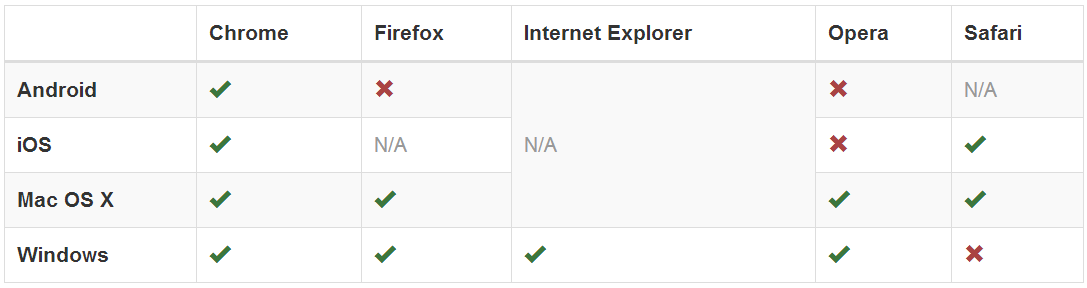 Chrome Firefox Internet Explorer Opera Safari
Android ✔ ✖ ✖ N/A
iOS ✔ N/A N/A ✖ ✔
Mac OS X ✔ ✔ ✔ ✔
Windows ✔ ✔ ✔ ✔ ✖